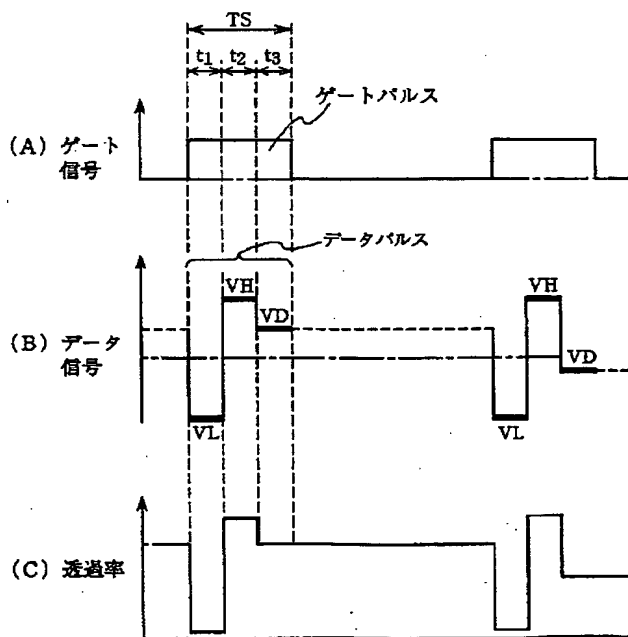 TS
t1 t2 t3
ゲートパルス
(A) ゲート
信号
データパルス
VH
VD
VL
(B) データ
信号
VH
VD
VL
(C) 透過率